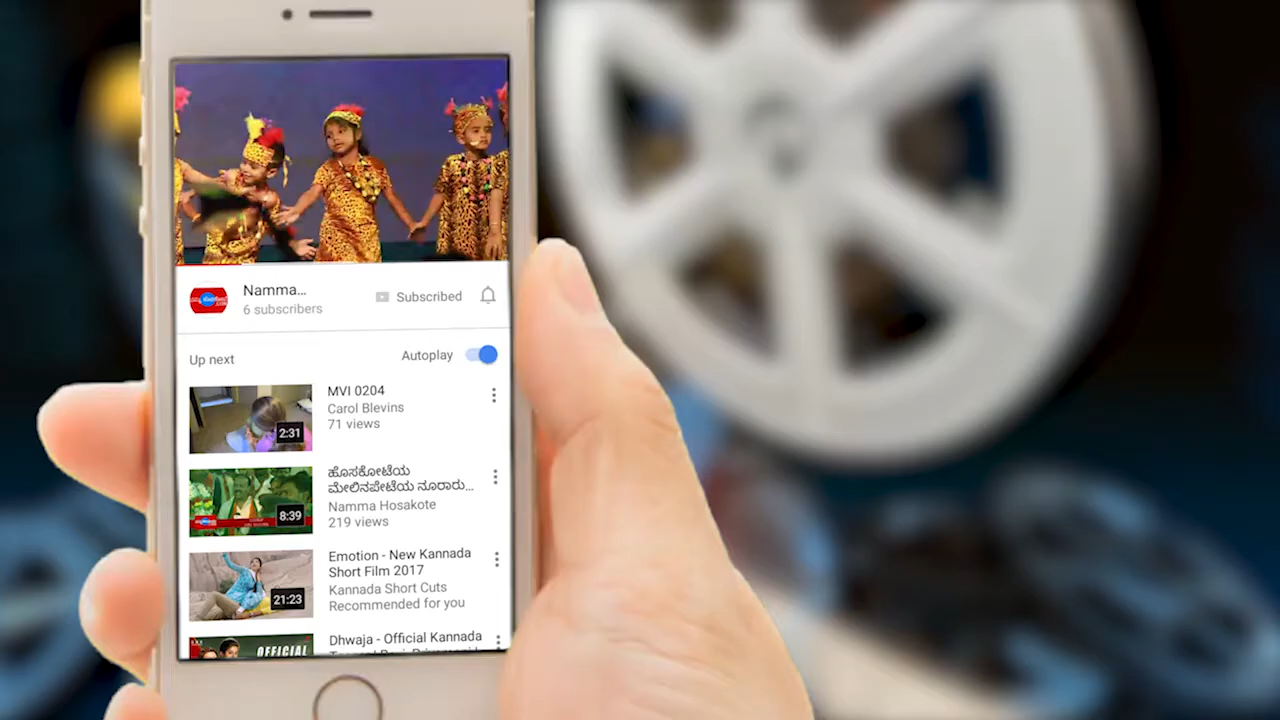 Namma…
6 subscribers
Subscribed
Up next
Autoplay
MVI 0204
Carol Blevins
71 views
2:31
ಹೊಸಕೋಟೆಯ
ಮೇಲಿನಪೇಟೆಯ ನೂರಾರು…
Namma Hosakote
219 views
8:39
Emotion - New Kannada
Short Film 2017
Kannada Short Cuts
Recommended for you
21:23
Dhwaja - Official Kannada
OFFICIAL